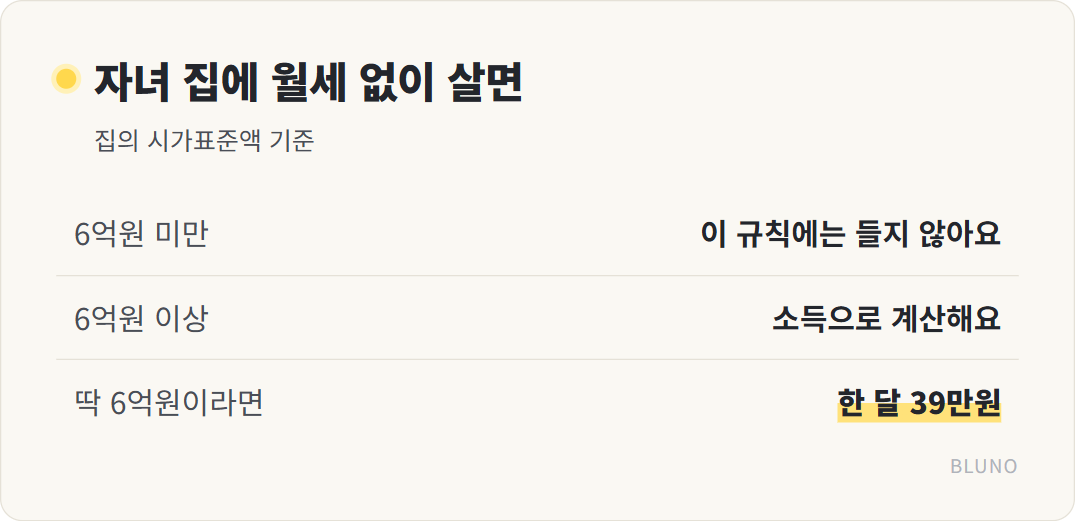 자녀 집에 월세 없이 살면
집의 시가표준액 기준
6억원 미만 이 규칙에는 들지 않아요
6억원 이상 소득으로 계산해요
딱 6억원이라면 한 달 39만원
BLUNO